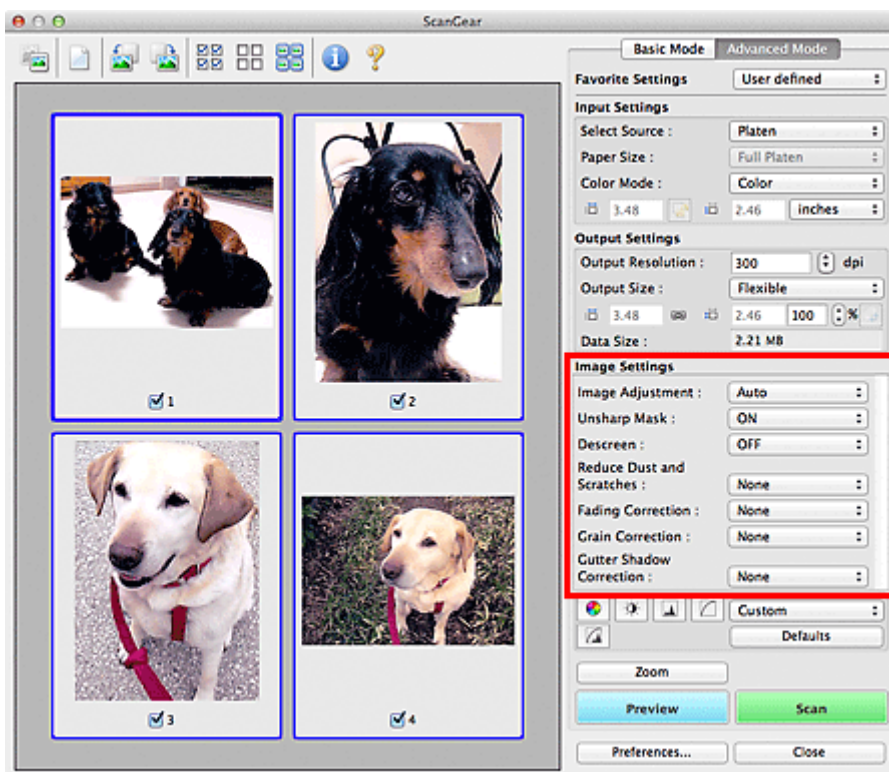 ScanGear
Basic Mode Advanced Mode
Favorite Settings User defined
Input Settings
Select Source : Platen
Paper Size : Full Platen
Color Mode : Color
3.48 2.46 inches
Output Settings
Output Resolution : 300 dpi
Output Size : Flexible
3.48 2.46 100 %
Data Size : 2.21 MB
Image Settings
Image Adjustment : Auto
Unsharp Mask : ON
Descreen : OFF
Reduce Dust and
Scratches : None
Fading Correction : None
Grain Correction : None
Gutter Shadow
Correction : None
Custom
Defaults
Zoom
Preview Scan
Preferences... Close
1
2
3
4